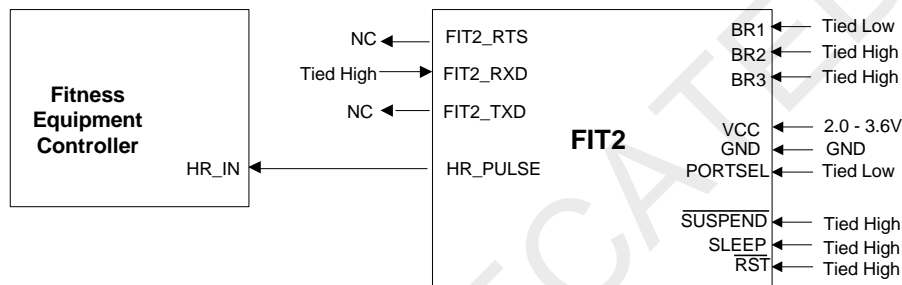 Fitness
Equipment
Controller
HR_IN
NC
Tied High
NC
FIT2_RTS
FIT2_RXD
FIT2_TXD
HR_PULSE
FIT2
BR1
BR2
BR3
VCC
GND
PORTSEL
SUSPEND
SLEEP
RST
Tied Low
Tied High
Tied High
2.0 - 3.6V
GND
Tied Low
Tied High
Tied High
Tied High